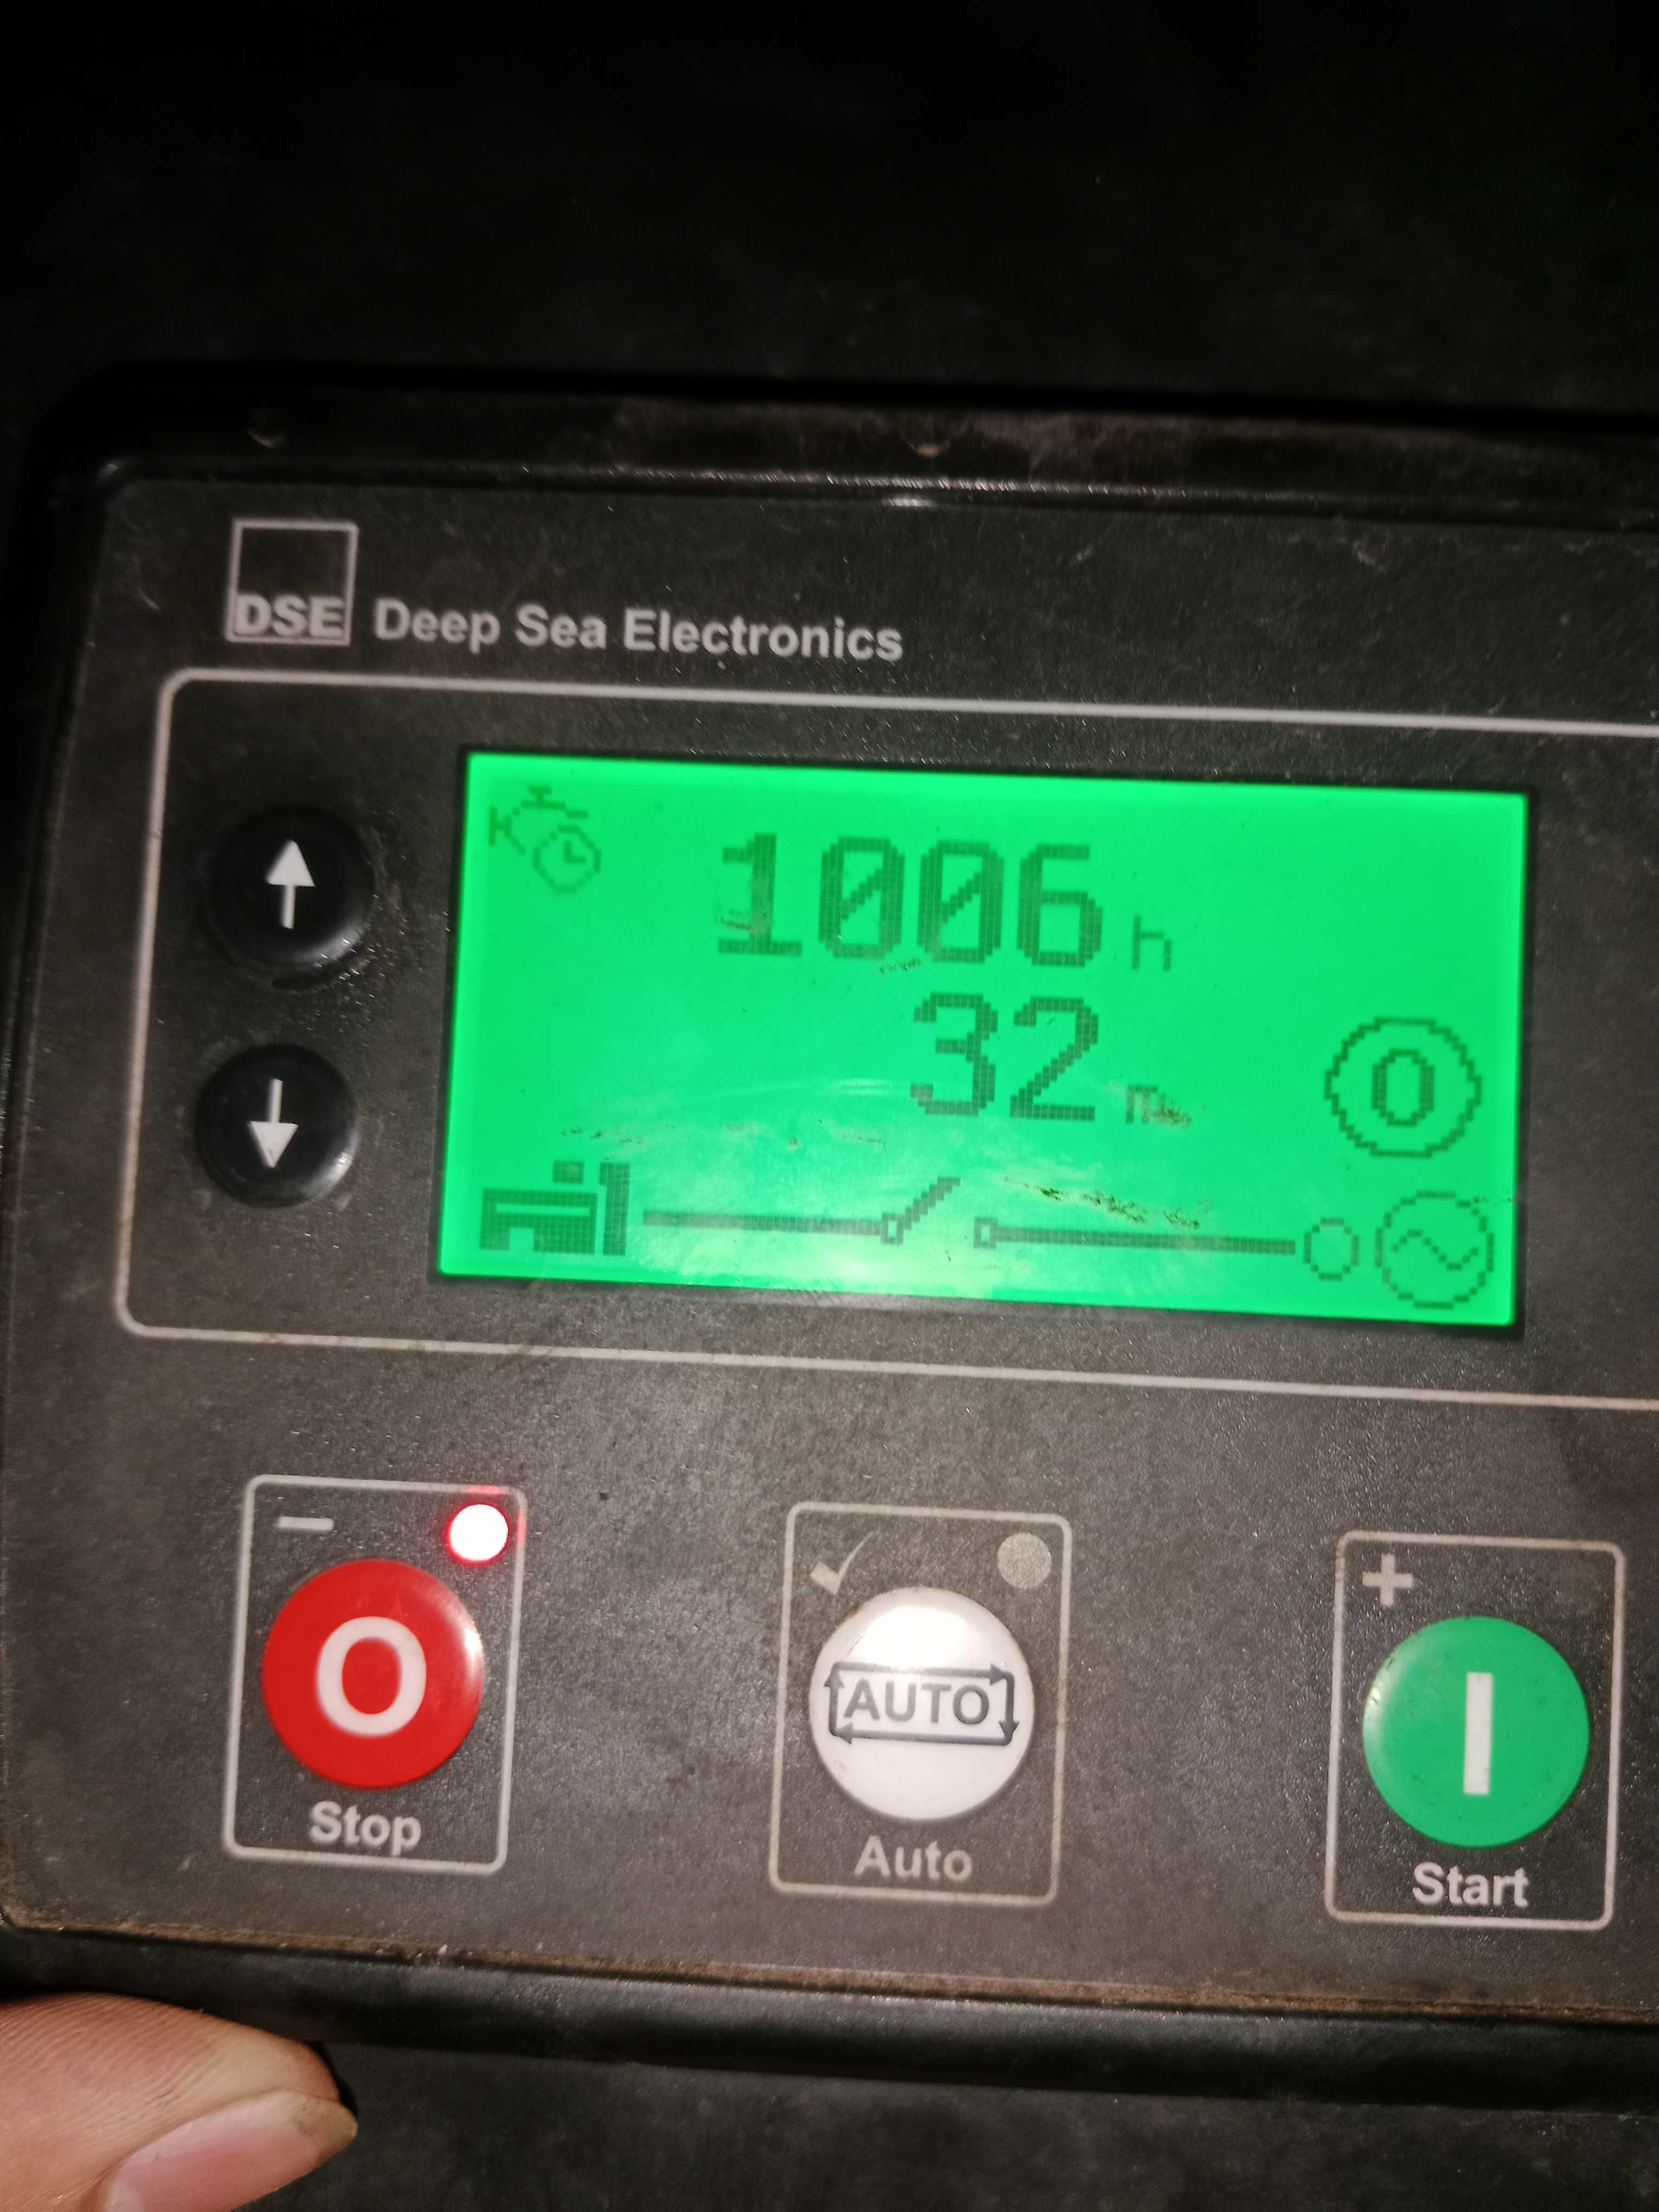 DSE Deep Sea Electronics
1006 h
32 m
0
O
AUTO
I
Stop
Auto
Start